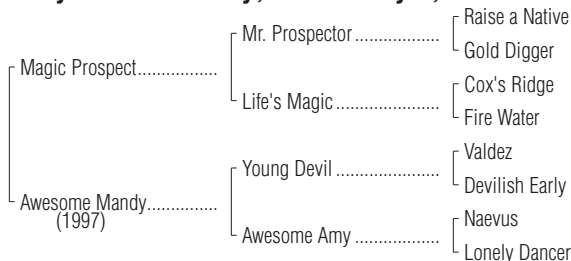 Raise a Native
Mr. Prospector ..................
Gold Digger
Magic Prospect................
Cox's Ridge
Life's Magic ......................
Fire Water
Valdez
Young Devil ......................
Devilish Early
Awesome Mandy..............
(1997)
Naevus
Awesome Amy ..................
Lonely Dancer